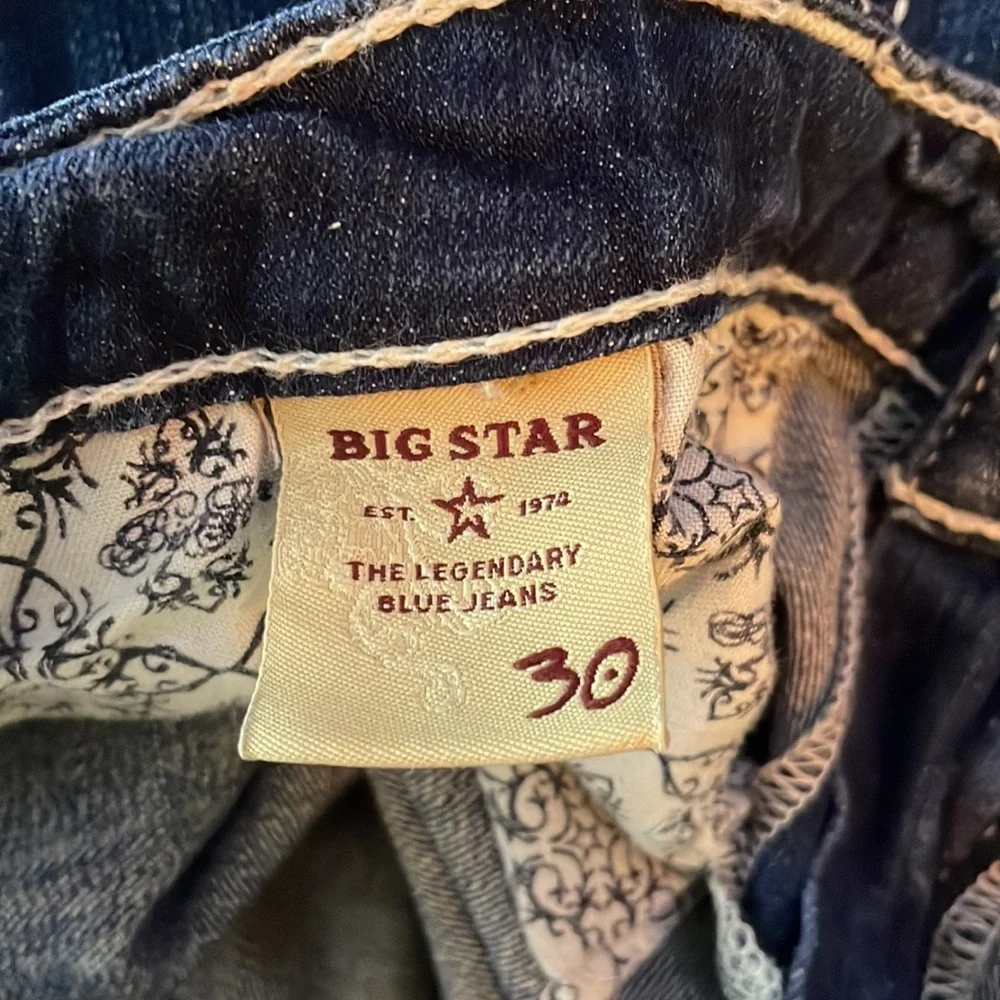 BIG STAR
EST. 1974
THE LEGENDARY
BLUE JEANS
30